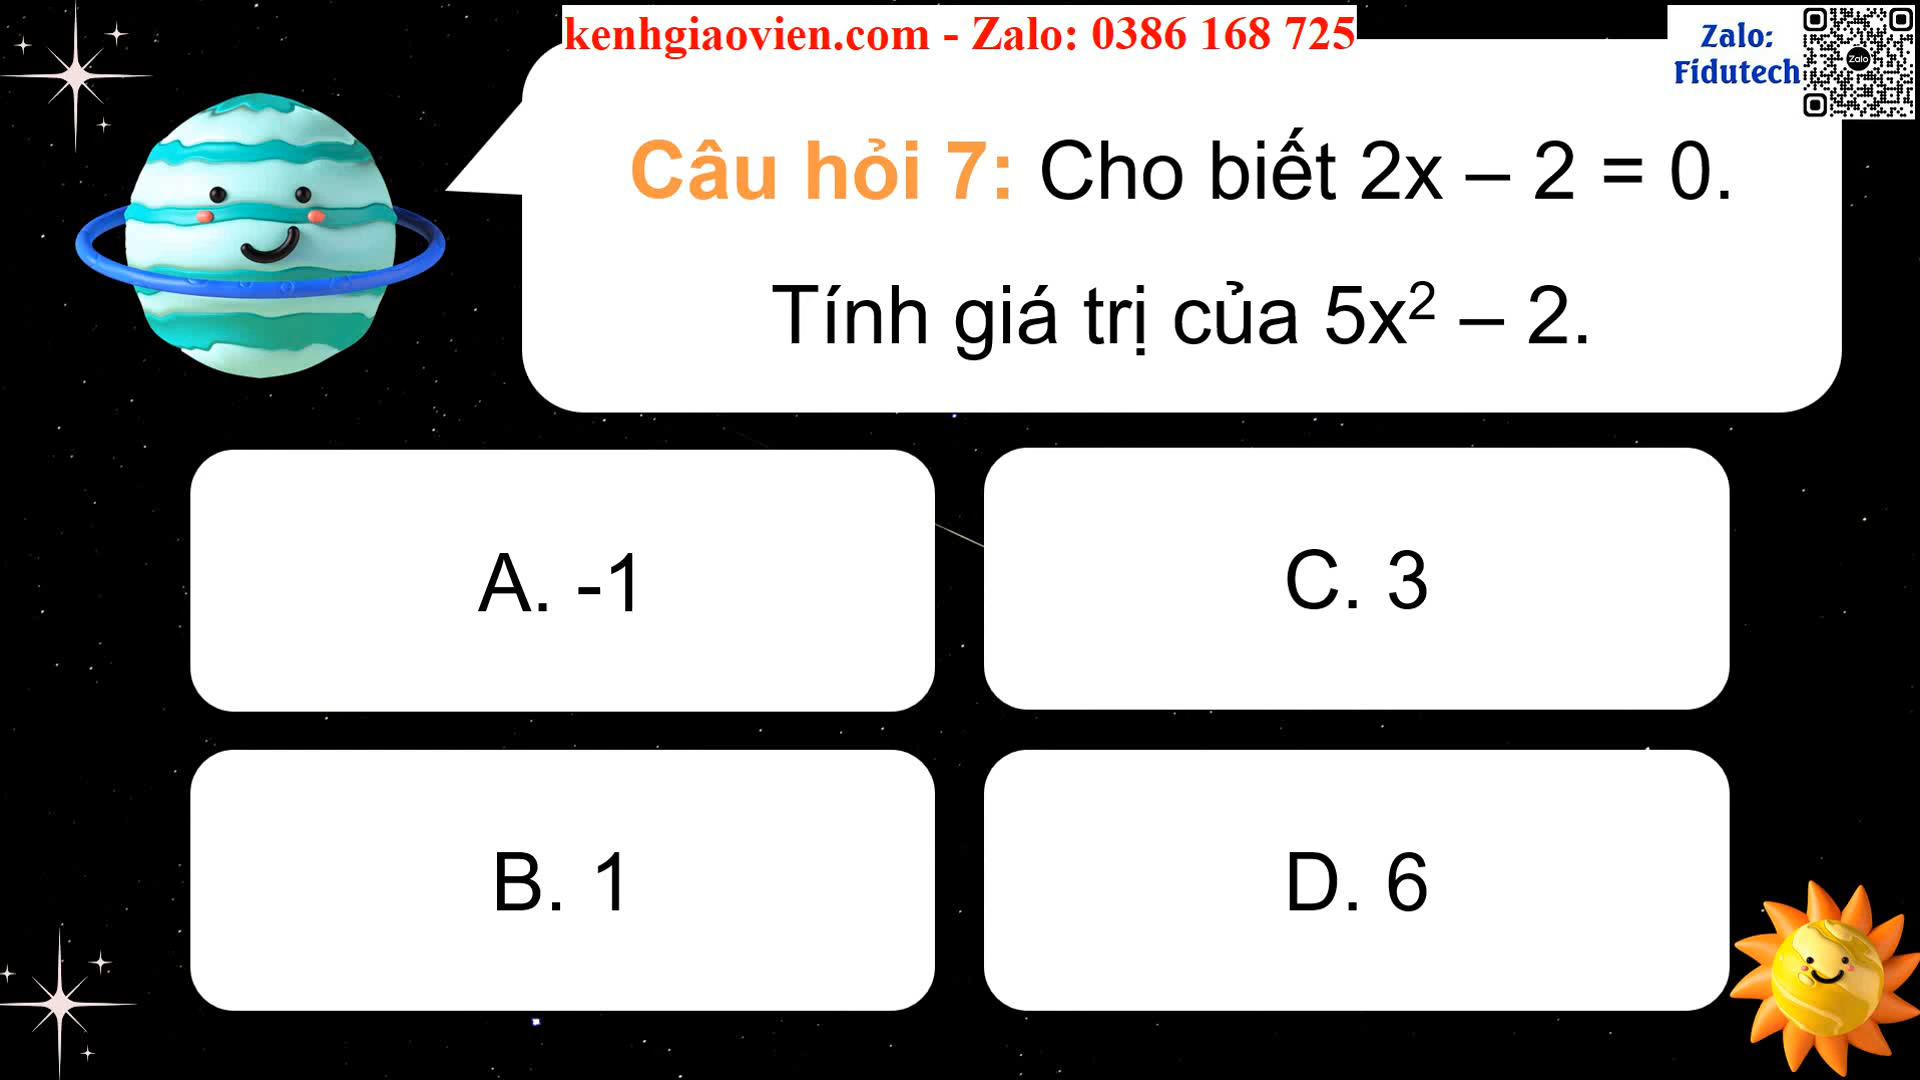 kenhgiaovien.com - Zalo: 0386 168 725
Zalo:
Fidutech
Zalo
Câu hỏi 7: Cho biết 2x – 2 = 0.
Tính giá trị của 5x² – 2.
A. -1
C. 3
B. 1
D. 6